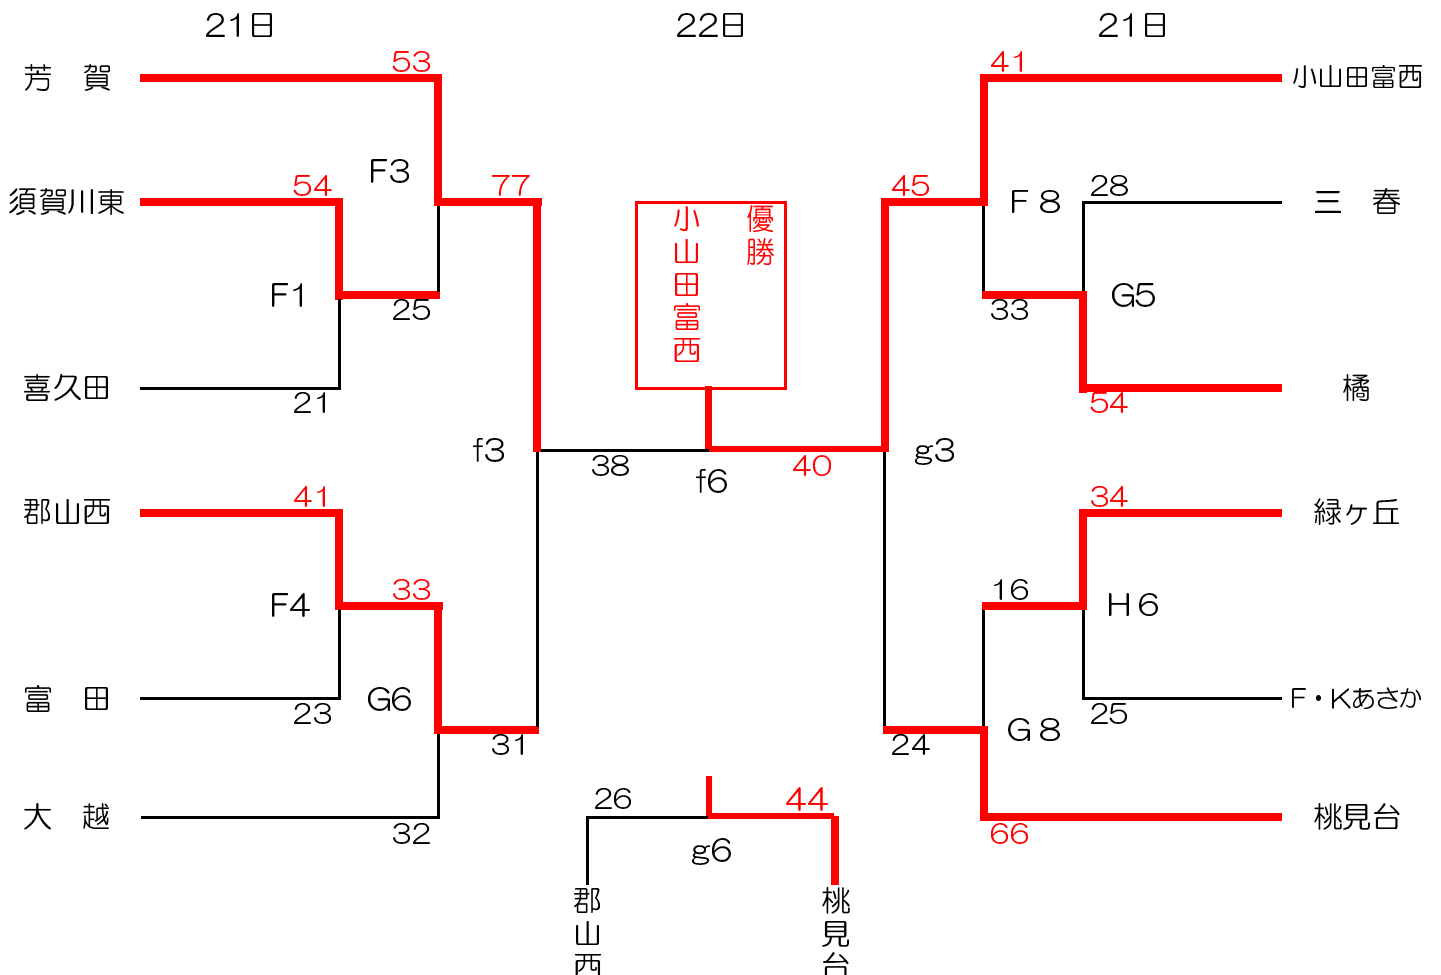 21日 22日 21日
53 41
芳　賀 小山田富西
F3
54 77 45 F8 28
須賀川東 三　春
優勝
小山田富西
F1 G5
25 33
喜久田 橘
21 54
f3 38 40 g3
f6
41 34
郡山西 緑ヶ丘
33 16
F4 H6
富　田 F・Kあさか
23 G6 25
31 24 G8
26 44
大　越 桃見台
32 66
g6
郡山西 桃見台